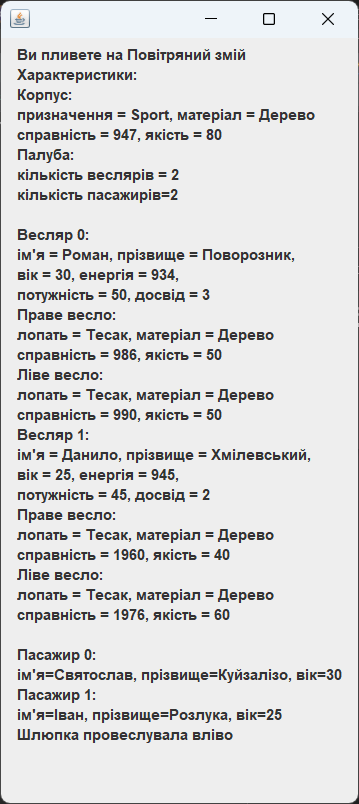 Ви пливете на Повітряний змій
Характеристики:
Корпус:
призначення = Sport, матеріал = Дерево
справність = 947, якість = 80
Палуба:
кількість веслярів = 2
кількість пасажирів=2
Весляр 0:
ім'я = Роман, прізвище = Поворозник,
вік = 30, енергія = 934,
потужність = 50, досвід = 3
Праве весло:
лопать = Тесак, матеріал = Дерево
справність = 986, якість = 50
Ліве весло:
лопать = Тесак, матеріал = Дерево
справність = 990, якість = 50
Весляр 1:
ім'я = Данило, прізвище = Хмілевський,
вік = 25, енергія = 945,
потужність = 45, досвід = 2
Праве весло:
лопать = Тесак, матеріал = Дерево
справність = 1960, якість = 40
Ліве весло:
лопать = Тесак, матеріал = Дерево
справність = 1976, якість = 60
Пасажир 0:
ім'я=Святослав, прізвище=Куйзалізо, вік=30
Пасажир 1:
ім'я=Іван, прізвище=Розлука, вік=25
Шлюпка провеслувала вліво